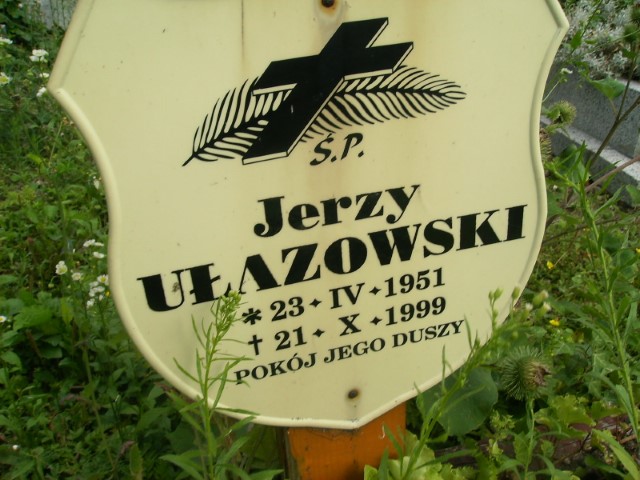 Ś.P.
Jerzy
UŁAZOWSKI
* 23 ✦ IV ✦ 1951
† 21 ✦ X ✦ 1999
POKÓJ JEGO DUSZY